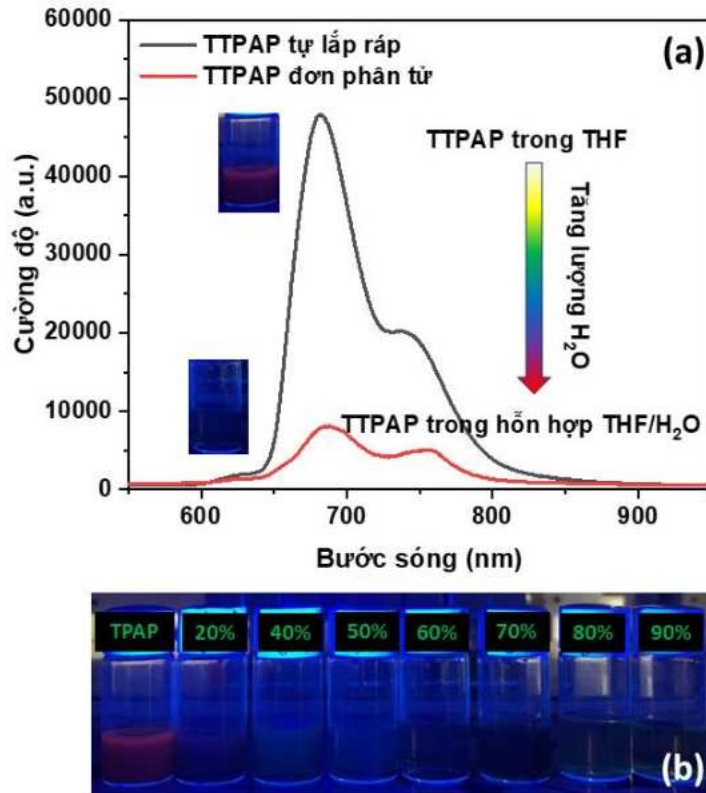 60000
50000
40000
30000
20000
10000
0
Cường độ (a.u.)
TTPAP tự lắp ráp
TTPAP đơn phân tử
(a)
TTPAP trong THF
Tăng lượng H₂O
TTPAP trong hỗn hợp THF/H₂O
600 700 800 900
Bước sóng (nm)
TPAP 20% 40% 50% 60% 70% 80% 90%
(b)